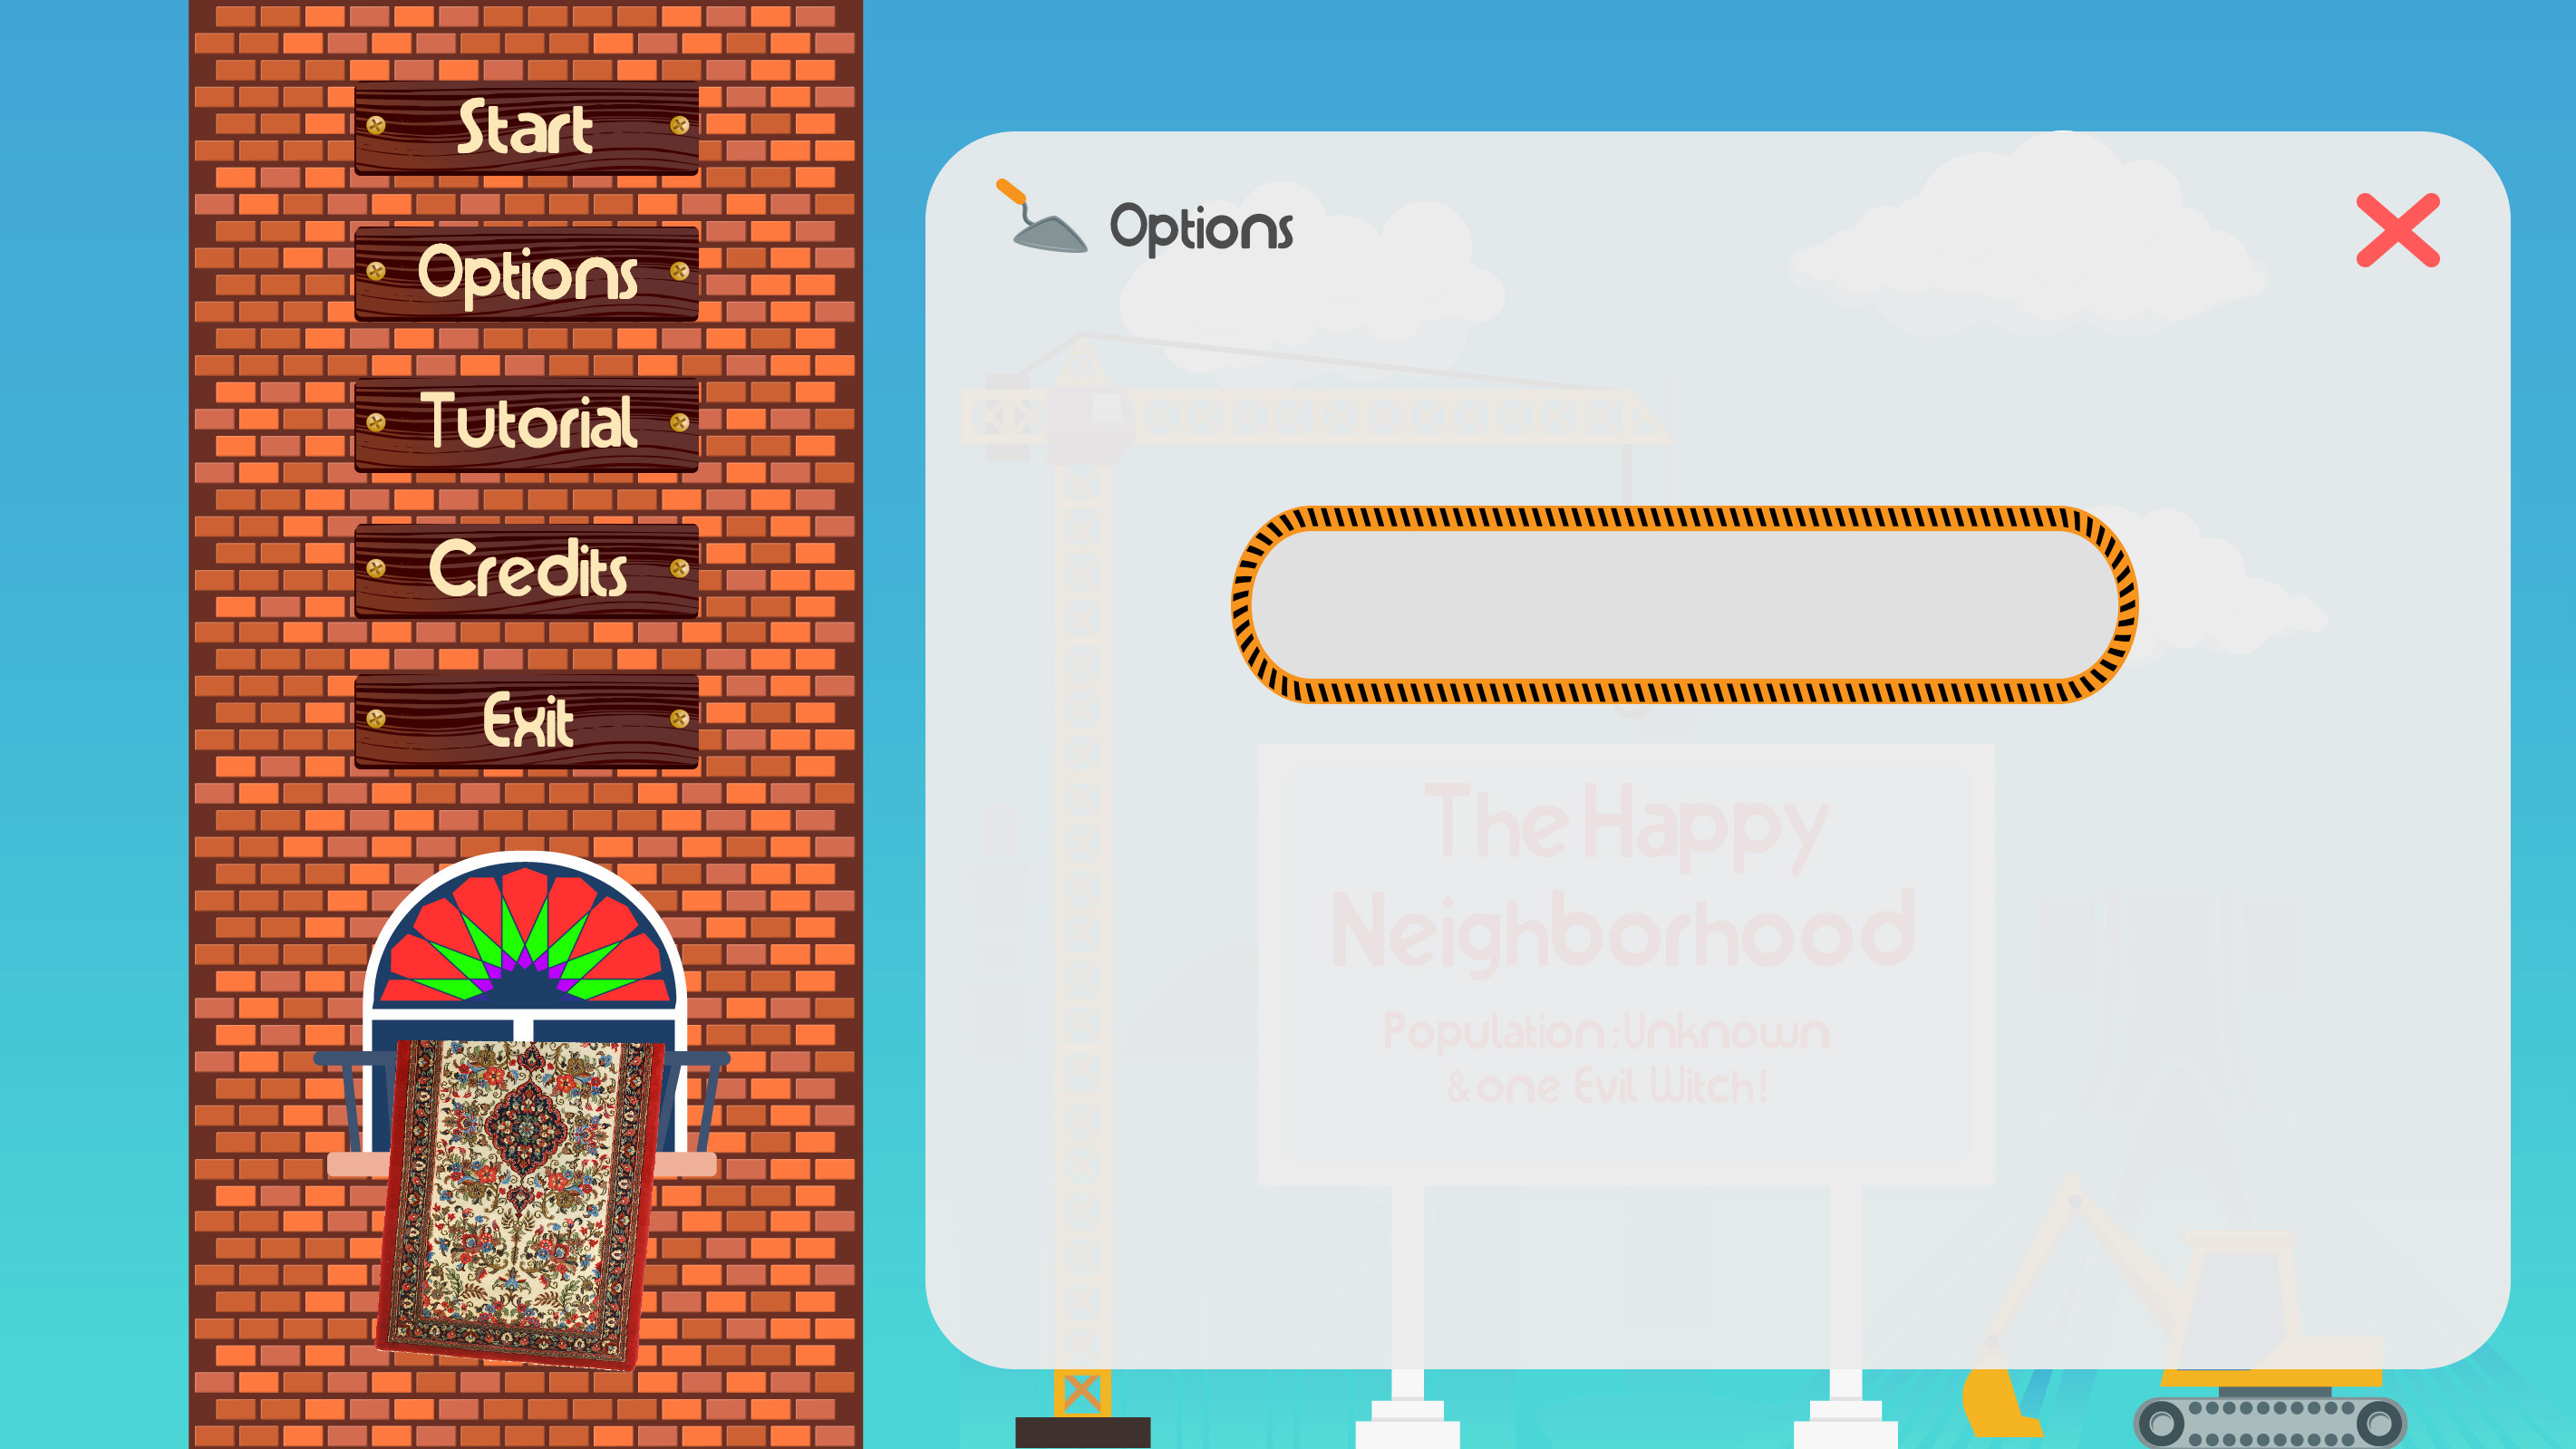 Start
Options
Tutorial
Credits
Exit
Options
The Happy
Neighborhood
Population:Unknown
& one Evil Witch!